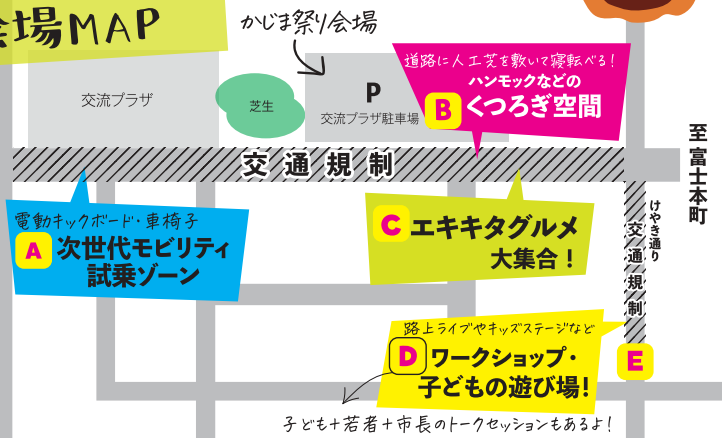 会場MAP
かじま祭り会場
交流プラザ
芝生
P
交流プラザ駐車場
道路に人工芝を敷いて寝転べる!
ハンモックなどの
B くつろぎ空間
交通規制
至富士本町
けやき通り
交通規制
電動キックボード・車椅子
A 次世代モビリティ
試乗ゾーン
C エキキタグルメ
大集合!
路上ライブやキッズステージなど
D ワークショップ・
子どもの遊び場!
E
子ども+若者+市長のトークセッションもあるよ!